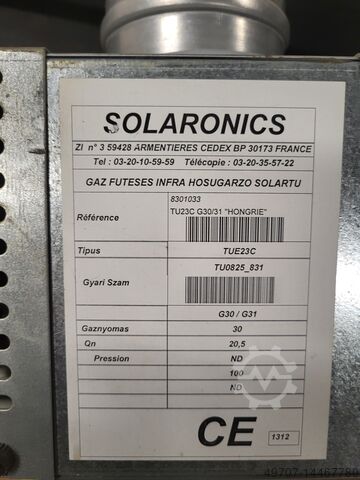 SOLARONICS
ZI n° 3 59428 ARMENTIERES CEDEX BP 30173 FRANCE
Tel : 03-20-10-59-59 Télécopie : 03-20-35-57-22
GAZ FUTESES INFRA HOSUGARZO SOLARTU
Référence
8301033
TU23C G30/31 "HONGRIE"
Tipus
TUE23C
Gyari Szam
TU0825_831
G30 / G31
Gaznyomas
30
Qn
20,5
Pression
ND
100
ND
CE
1312
49707-14467780